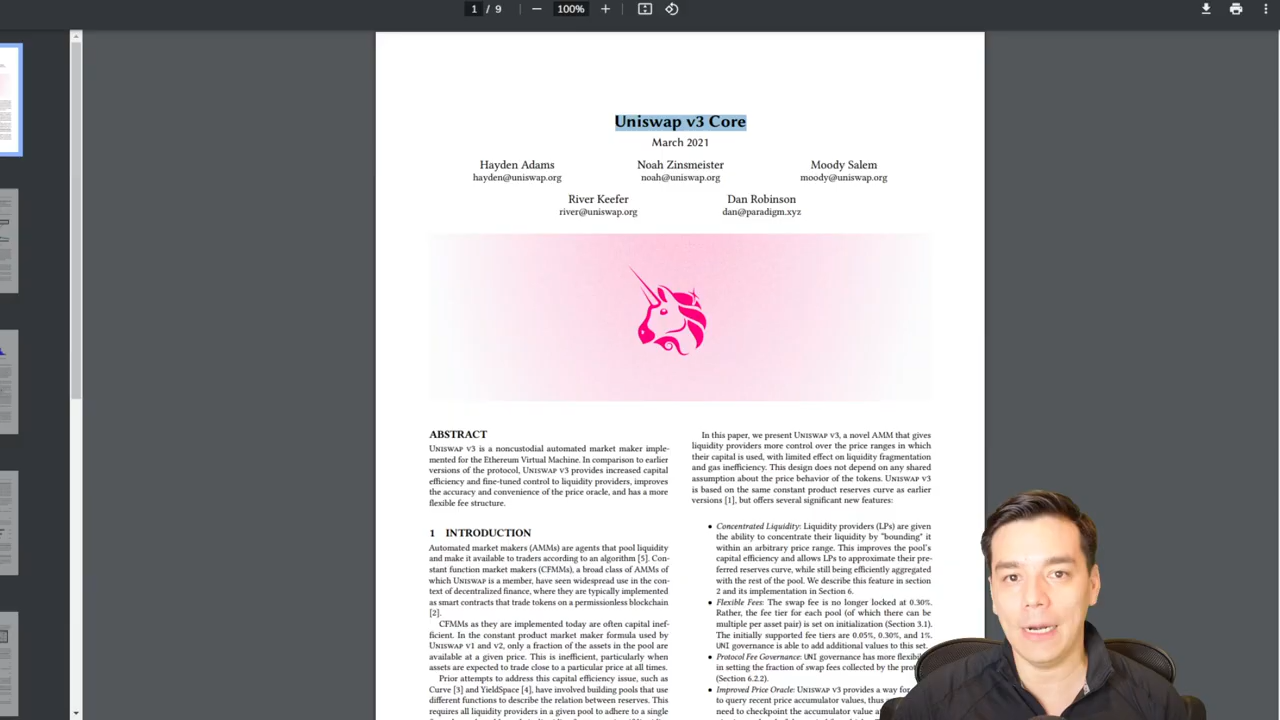 1 / 9
100%
Uniswap v3 Core
March 2021
Hayden Adams
hayden@uniswap.org
Noah Zinsmeister
noah@uniswap.org
Moody Salem
moody@uniswap.org
River Keefer
river@uniswap.org
Dan Robinson
dan@paradigm.xyz
ABSTRACT
UNISWAP V3 is a noncustodial automated market maker imple-
mented for the Ethereum Virtual Machine. In comparison to earlier
versions of the protocol, UNISWAP V3 provides increased capital
efficiency and fine-tuned control to liquidity providers, improves
the accuracy and convenience of the price oracle, and has a more
flexible fee structure.
1 INTRODUCTION
Automated market makers (AMMs) are agents that pool liquidity
and make it available to traders according to an algorithm [5]. Con-
stant function market makers (CFMMs), a broad class of AMMs of
which UNISWAP is a member, have seen widespread use in the con-
text of decentralized finance, where they are typically implemented
as smart contracts that trade tokens on a permissionless blockchain
[2].
CFMMs as they are implemented today are often capital inef-
ficient. In the constant product market maker formula used by
UNISWAP V1 and V2, only a fraction of the assets in the pool are
available at a given price. This is inefficient, particularly when
assets are expected to trade close to a particular price at all times.
Prior attempts to address this capital efficiency issue, such as
Curve [3] and YieldSpace [4], have involved building pools that use
different functions to describe the relation between reserves. This
requires all liquidity providers in a given pool to adhere to a single
In this paper, we present UNISWAP V3, a novel AMM that gives
liquidity providers more control over the price ranges in which
their capital is used, with limited effect on liquidity fragmentation
and gas inefficiency. This design does not depend on any shared
assumption about the price behavior of the tokens. UNISWAP V3
is based on the same constant product reserves curve as earlier
versions [1], but offers several significant new features:
• Concentrated Liquidity: Liquidity providers (LPs) are given
the ability to concentrate their liquidity by "bounding" it
within an arbitrary price range. This improves the pool's
capital efficiency and allows LPs to approximate their pre-
ferred reserves curve, while still being efficiently aggregated
with the rest of the pool. We describe this feature in section
2 and its implementation in Section 6.
• Flexible Fees: The swap fee is no longer locked at 0.30%.
Rather, the fee tier for each pool (of which there can be
multiple per asset pair) is set on initialization (Section 3.1).
The initially supported fee tiers are 0.05%, 0.30%, and 1%.
UNI governance is able to add additional values to this set.
• Protocol Fee Governance: UNI governance has more flexibil
in setting the fraction of swap fees collected by the pro
(Section 6.2.2).
• Improved Price Oracle: UNISWAP V3 provides a way for
to query recent price accumulator values, thus
need to checkpoint the accumulator value a